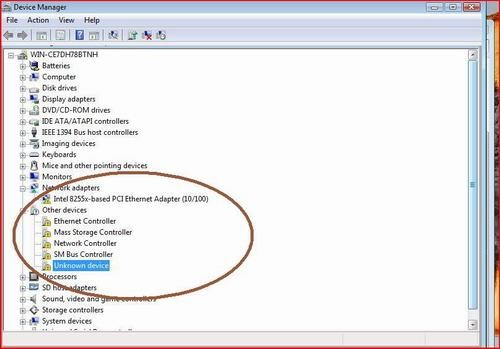 Device Manager
File Action View Help
WIN-CE7DH78BTNH
Batteries
Computer
Disk drives
Display adapters
DVD/CD-ROM drives
IDE ATA/ATAPI controllers
IEEE 1394 Bus host controllers
Imaging devices
Keyboards
Mice and other pointing devices
Monitors
Network adapters
Intel 8255x-based PCI Ethernet Adapter (10/100)
Other devices
Ethernet Controller
Mass Storage Controller
Network Controller
SM Bus Controller
Unknown device
Processors
SD host adapters
Sound, video and game controllers
Storage controllers
System devices